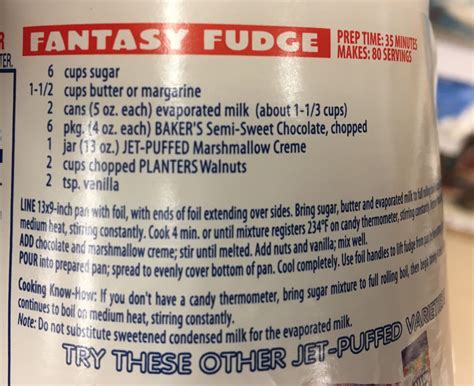 FANTASY FUDGE
PREP TIME: 35 MINUTES
MAKES: 80 SERVINGS
TER.
6 cups sugar
1-1/2 cups butter or margarine
2 cans (5 oz. each) evaporated milk (about 1-1/3 cups)
6 pkg. (4 oz. each) BAKER'S Semi-Sweet Chocolate, chopped
1 jar (13 oz.) JET-PUFFED Marshmallow Creme
2 cups chopped PLANTERS Walnuts
2 tsp. vanilla
LINE 13x9-inch pan with foil, with ends of foil extending over sides. Bring sugar, butter and evaporated milk to full rolling
medium heat, stirring constantly. Cook 4 min. or until mixture registers 234°F on candy thermometer, stirring constantly.
ADD chocolate and marshmallow creme; stir until melted. Add nuts and vanilla; mix well.
POUR into prepared pan; spread to evenly cover bottom of pan. Cool completely. Use foil handles to lift fudge from
Cooking Know-How: If you don't have a candy thermometer, bring sugar mixture to full rolling boil, then begin
continues to boil on medium heat, stirring constantly.
Note: Do not substitute sweetened condensed milk for the evaporated milk.
TRY THESE OTHER JET-PUFFED VARIETIES